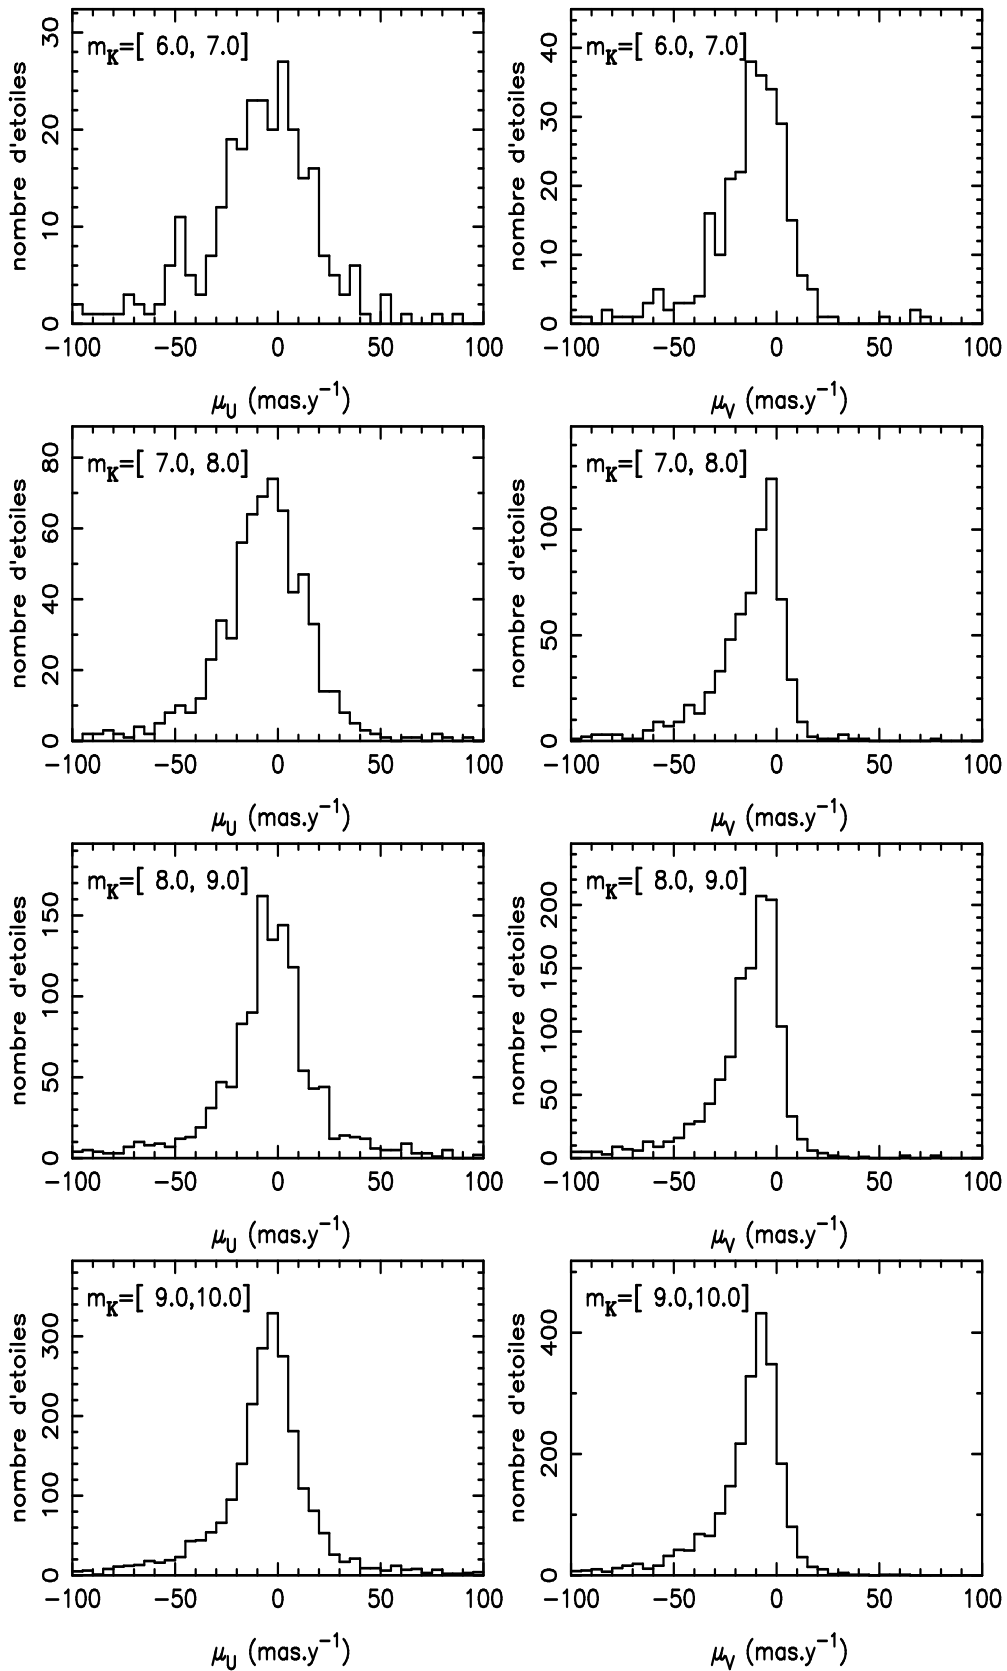 m_K=[ 6.0, 7.0]
nombre d'etoiles
0 10 20 30
−100 −50 0 50 100
μ_U (mas.y⁻¹)
m_K=[ 6.0, 7.0]
nombre d'etoiles
0 10 20 30 40
−100 −50 0 50 100
μ_V (mas.y⁻¹)
m_K=[ 7.0, 8.0]
nombre d'etoiles
0 20 40 60 80
−100 −50 0 50 100
μ_U (mas.y⁻¹)
m_K=[ 7.0, 8.0]
nombre d'etoiles
0 50 100
−100 −50 0 50 100
μ_V (mas.y⁻¹)
m_K=[ 8.0, 9.0]
nombre d'etoiles
0 50 100 150
−100 −50 0 50 100
μ_U (mas.y⁻¹)
m_K=[ 8.0, 9.0]
nombre d'etoiles
0 50 100 150 200
−100 −50 0 50 100
μ_V (mas.y⁻¹)
m_K=[ 9.0,10.0]
nombre d'etoiles
0 100 200 300
−100 −50 0 50 100
μ_U (mas.y⁻¹)
m_K=[ 9.0,10.0]
nombre d'etoiles
0 200 400
−100 −50 0 50 100
μ_V (mas.y⁻¹)